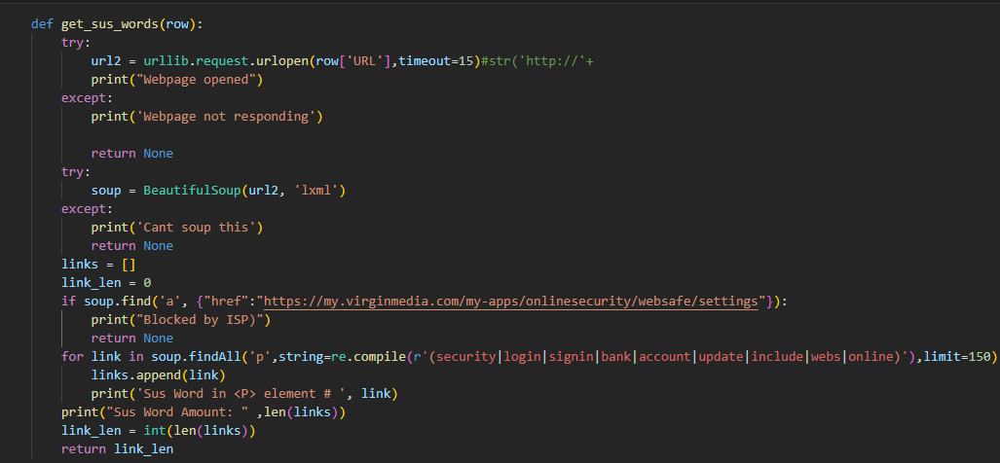 def get_sus_words(row):
    try:
        url2 = urllib.request.urlopen(row['URL'],timeout=15)#str('http://'+
        print("Webpage opened")
    except:
        print('Webpage not responding')

        return None
    try:
        soup = BeautifulSoup(url2, 'lxml')
    except:
        print('Cant soup this')
        return None
    links = []
    link_len = 0
    if soup.find('a', {"href":"https://my.virginmedia.com/my-apps/onlinesecurity/websafe/settings"}):
        print("Blocked by ISP)")
        return None
    for link in soup.findAll('p',string=re.compile(r'(security|login|signin|bank|account|update|include|webs|online)'),limit=150)
        links.append(link)
        print('Sus Word in <P> element # ', link)
    print("Sus Word Amount: " ,len(links))
    link_len = int(len(links))
    return link_len